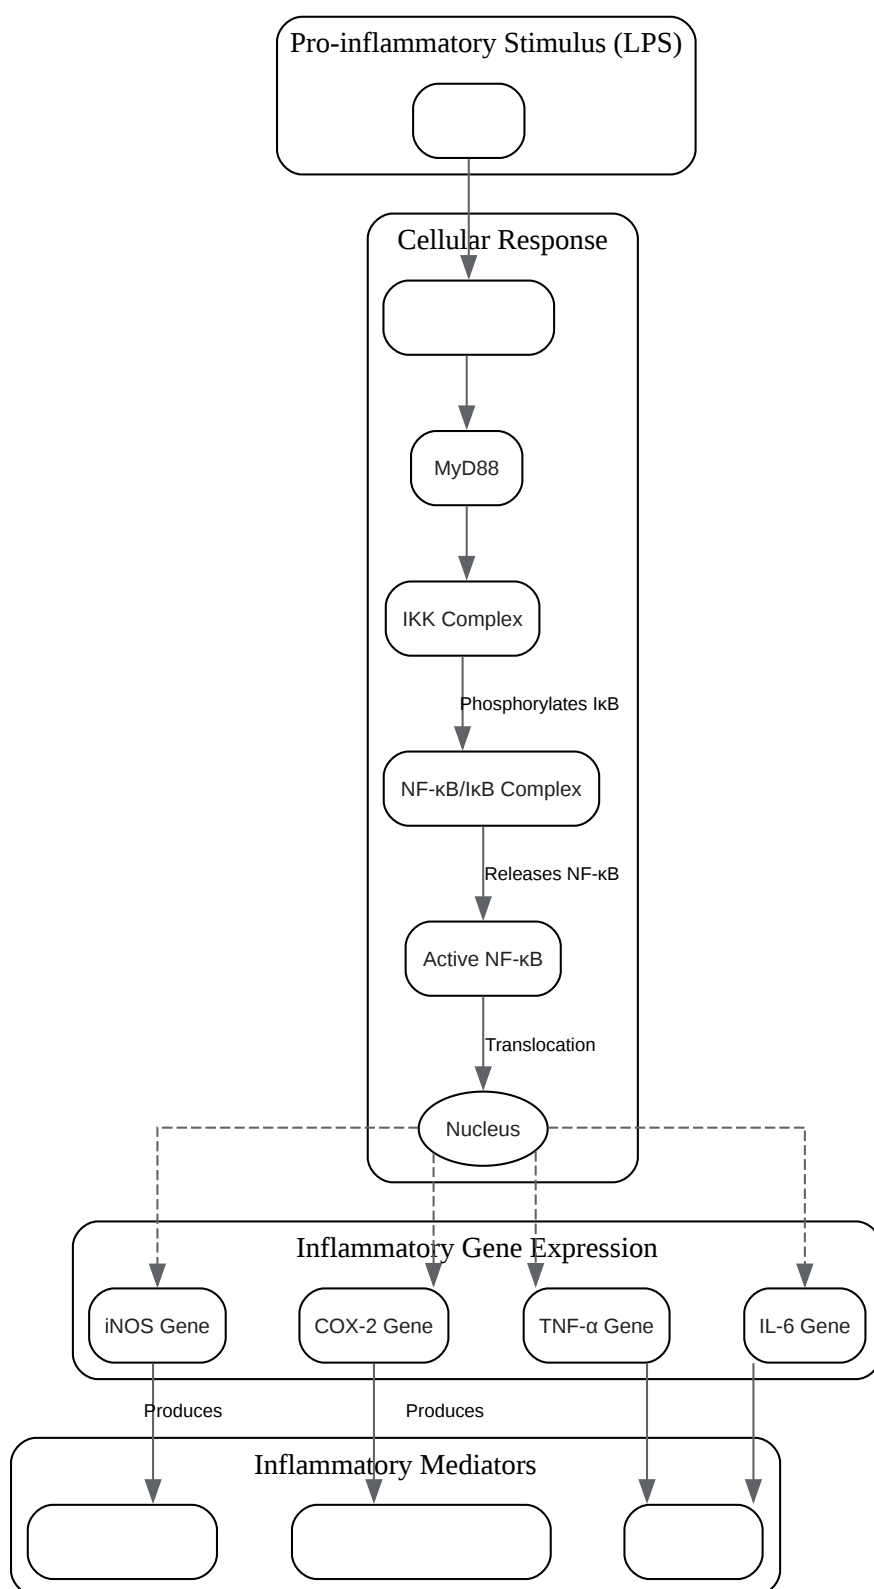 Pro-inflammatory Stimulus (LPS)
Cellular Response
MyD88
IKK Complex
Phosphorylates IκB
NF-κB/IκB Complex
Releases NF-κB
Active NF-κB
Translocation
Nucleus
Inflammatory Gene Expression
iNOS Gene
COX-2 Gene
TNF-α Gene
IL-6 Gene
Produces
Produces
Inflammatory Mediators